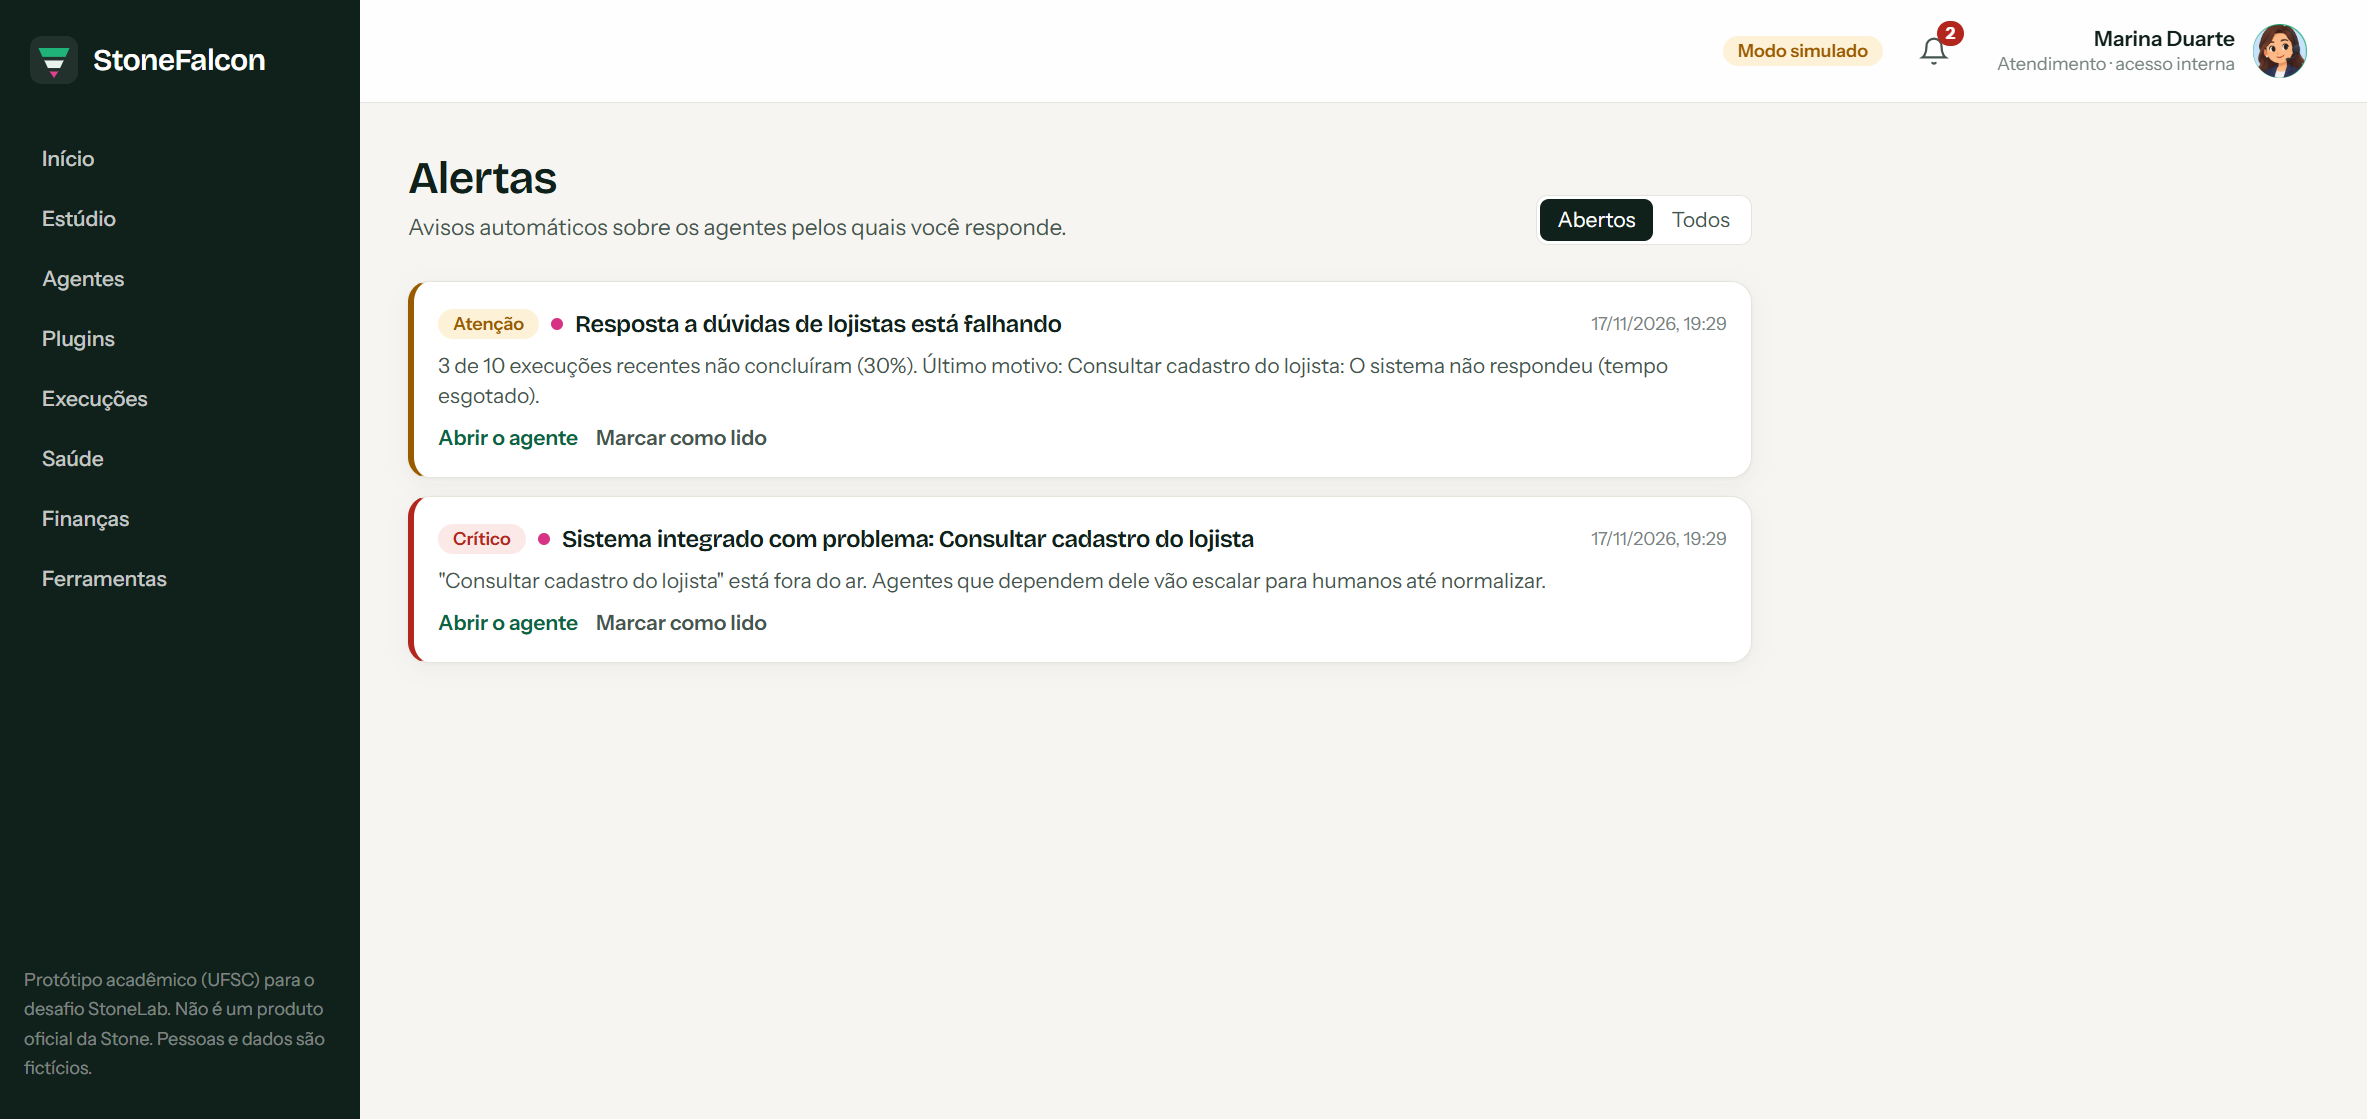 StoneFalcon
Início
Estúdio
Agentes
Plugins
Execuções
Saúde
Finanças
Ferramentas
Protótipo acadêmico (UFSC) para o
desafio StoneLab. Não é um produto
oficial da Stone. Pessoas e dados são
fictícios.
Modo simulado
2
Marina Duarte
Atendimento · acesso interna
Alertas
Avisos automáticos sobre os agentes pelos quais você responde.
Abertos
Todos
Atenção
Resposta a dúvidas de lojistas está falhando
17/11/2026, 19:29
3 de 10 execuções recentes não concluíram (30%). Último motivo: Consultar cadastro do lojista: O sistema não respondeu (tempo
esgotado).
Abrir o agente
Marcar como lido
Crítico
Sistema integrado com problema: Consultar cadastro do lojista
17/11/2026, 19:29
"Consultar cadastro do lojista" está fora do ar. Agentes que dependem dele vão escalar para humanos até normalizar.
Abrir o agente
Marcar como lido